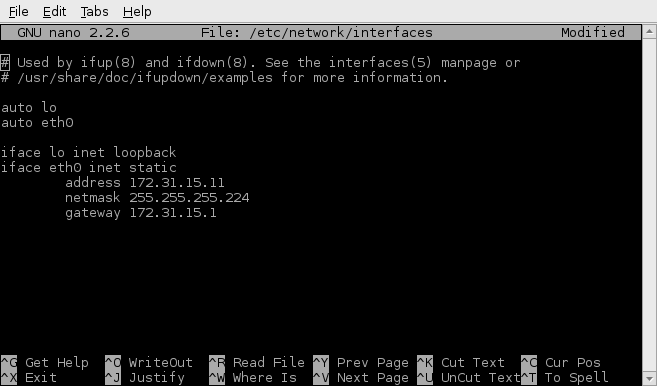 File Edit Tabs Help
GNU nano 2.2.6 File: /etc/network/interfaces Modified
# Used by ifup(8) and ifdown(8). See the interfaces(5) manpage or
# /usr/share/doc/ifupdown/examples for more information.
auto lo
auto eth0
iface lo inet loopback
iface eth0 inet static
address 172.31.15.11
netmask 255.255.255.224
gateway 172.31.15.1
^G Get Help ^O WriteOut ^R Read File ^Y Prev Page ^K Cut Text ^C Cur Pos
^X Exit ^J Justify ^W Where Is ^V Next Page ^U UnCut Text ^T To Spell